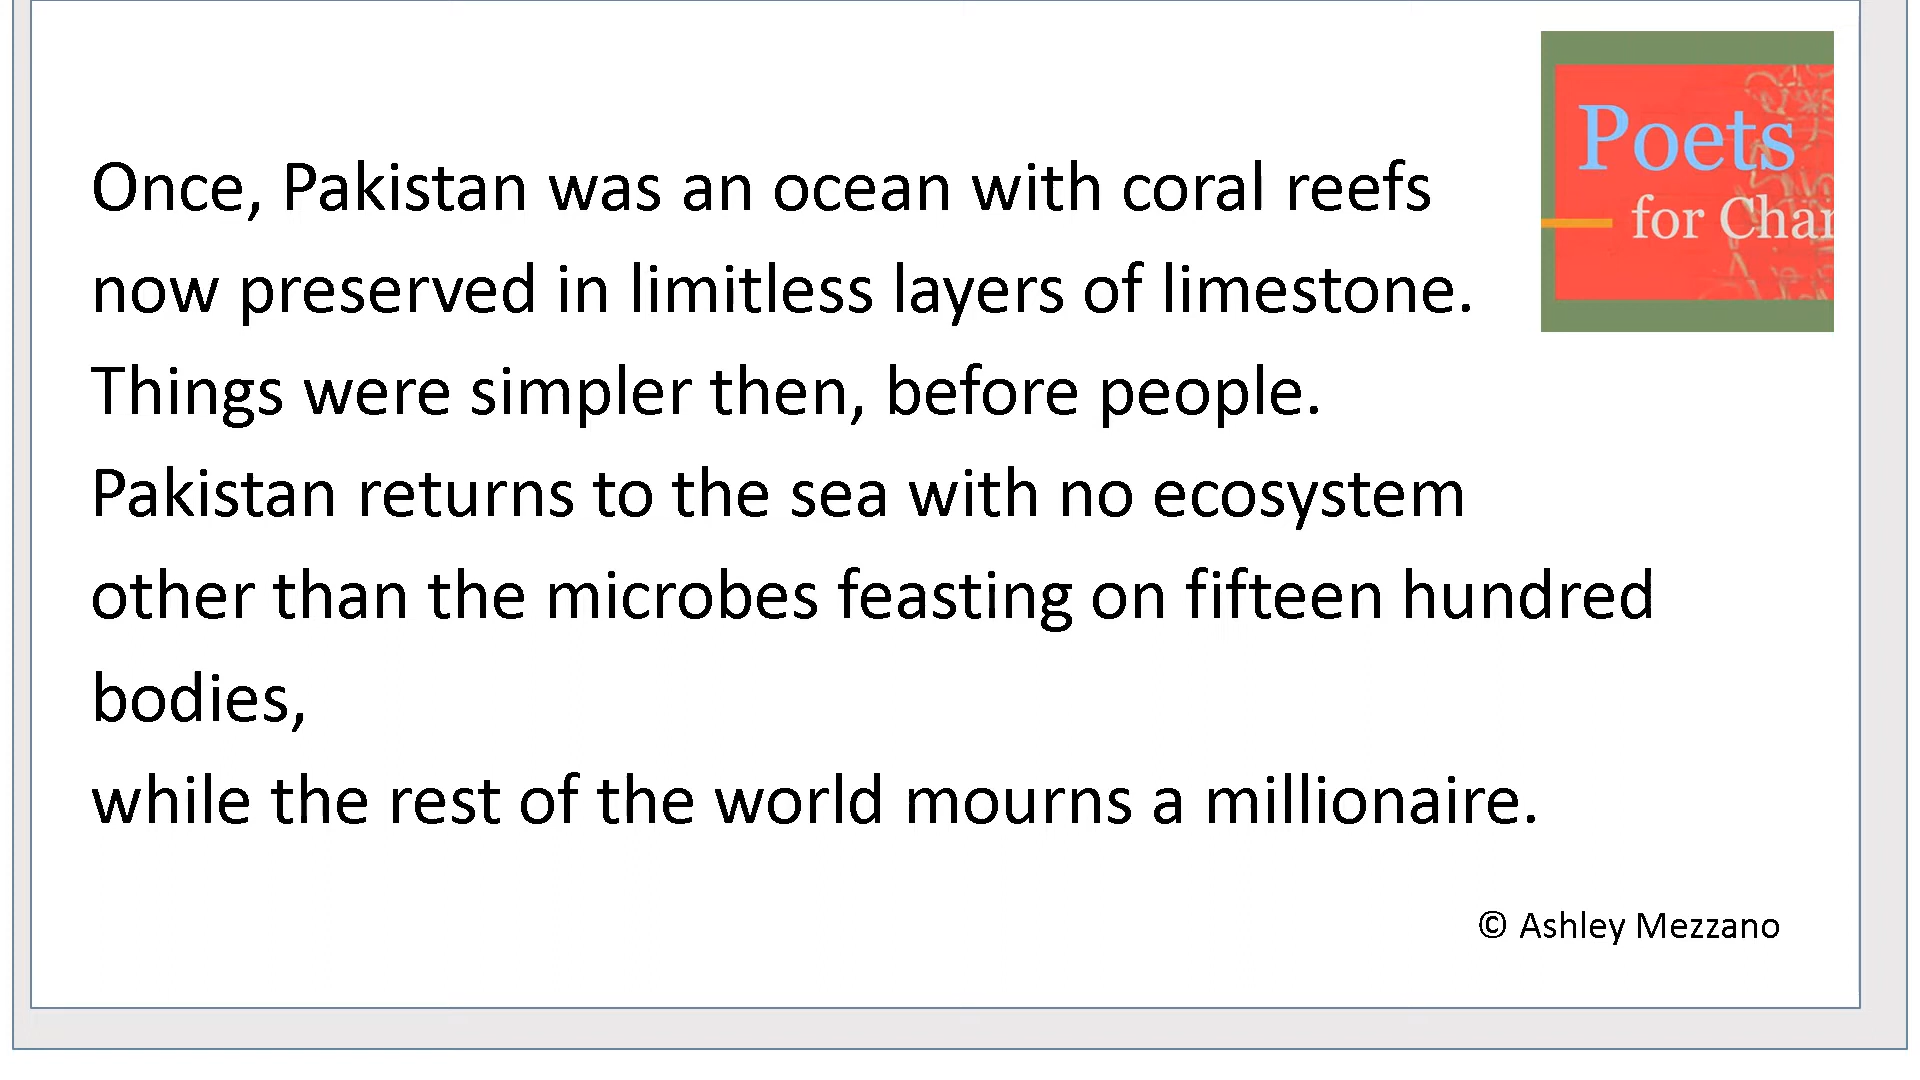 Poets
for Char
Once, Pakistan was an ocean with coral reefs
now preserved in limitless layers of limestone.
Things were simpler then, before people.
Pakistan returns to the sea with no ecosystem
other than the microbes feasting on fifteen hundred
bodies,
while the rest of the world mourns a millionaire.
© Ashley Mezzano